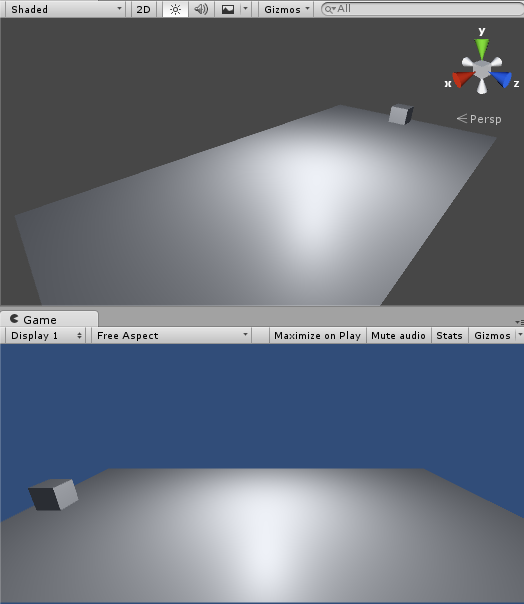 Shaded 2D Gizmos All
y
x z
Persp
Game
Display 1 Free Aspect Maximize on Play Mute audio Stats Gizmos